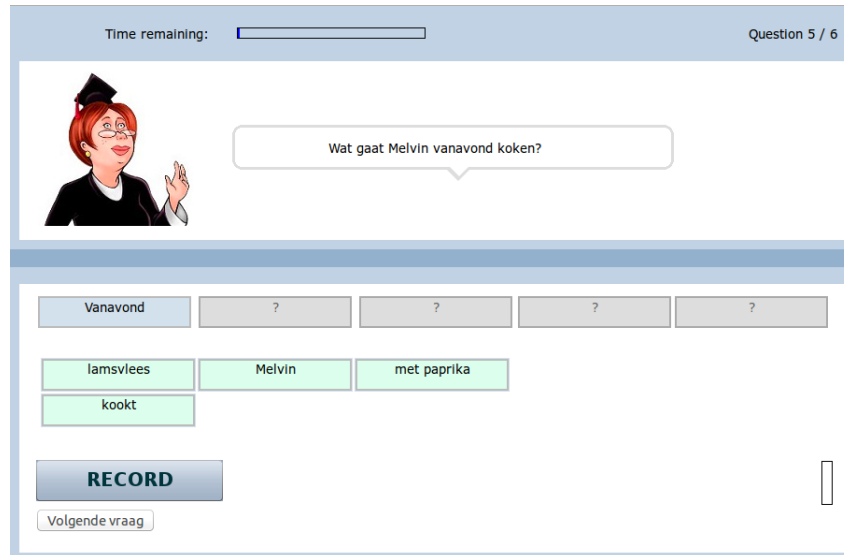 Time remaining: Question 5 / 6
Wat gaat Melvin vanavond koken?
Vanavond ? ? ? ?
lamsvlees Melvin met paprika
kookt
RECORD
Volgende vraag